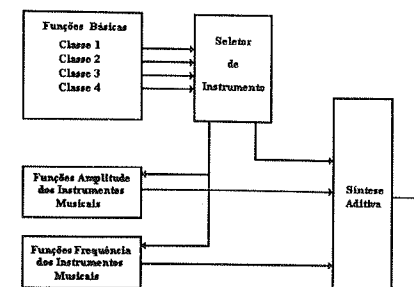 Funções Básicas
Classe 1
Classe 2
Classe 3
Classe 4
Seletor
de
Instrumento
Funções Amplitude
dos Instrumentos
Musicais
Síntese
Aditiva
Funções Frequência
dos Instrumentos
Musicais